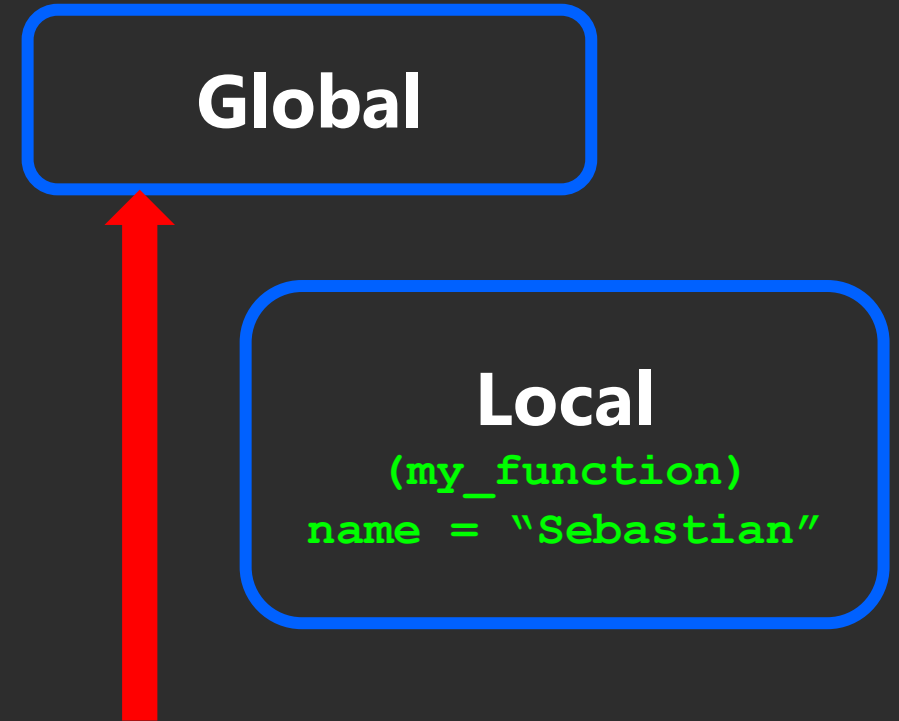 Global
Local
(my_function)
name = “Sebastian”